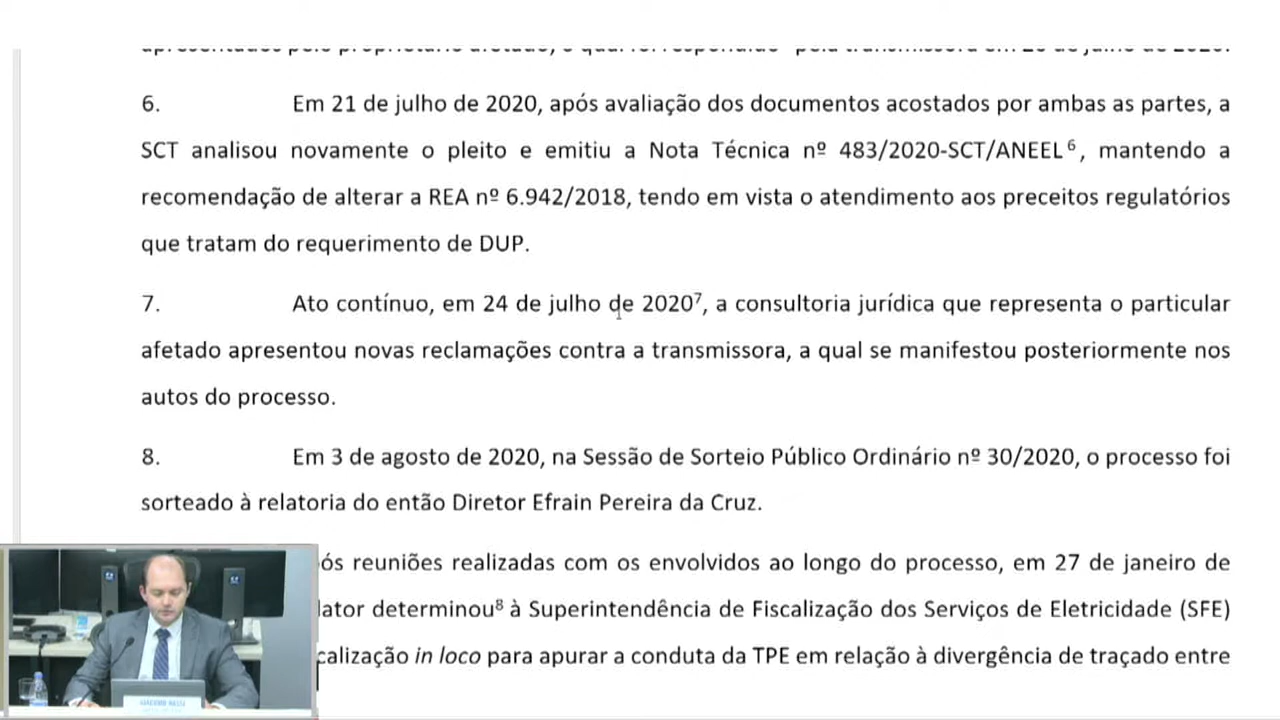 6. Em 21 de julho de 2020, após avaliação dos documentos acostados por ambas as partes, a
SCT analisou novamente o pleito e emitiu a Nota Técnica nº 483/2020-SCT/ANEEL⁶, mantendo a
recomendação de alterar a REA nº 6.942/2018, tendo em vista o atendimento aos preceitos regulatórios
que tratam do requerimento de DUP.
7. Ato contínuo, em 24 de julho de 2020⁷, a consultoria jurídica que representa o particular
afetado apresentou novas reclamações contra a transmissora, a qual se manifestou posteriormente nos
autos do processo.
8. Em 3 de agosto de 2020, na Sessão de Sorteio Público Ordinário nº 30/2020, o processo foi
sorteado à relatoria do então Diretor Efrain Pereira da Cruz.
ós reuniões realizadas com os envolvidos ao longo do processo, em 27 de janeiro de
lator determinou⁸ à Superintendência de Fiscalização dos Serviços de Eletricidade (SFE)
calização in loco para apurar a conduta da TPE em relação à divergência de traçado entre